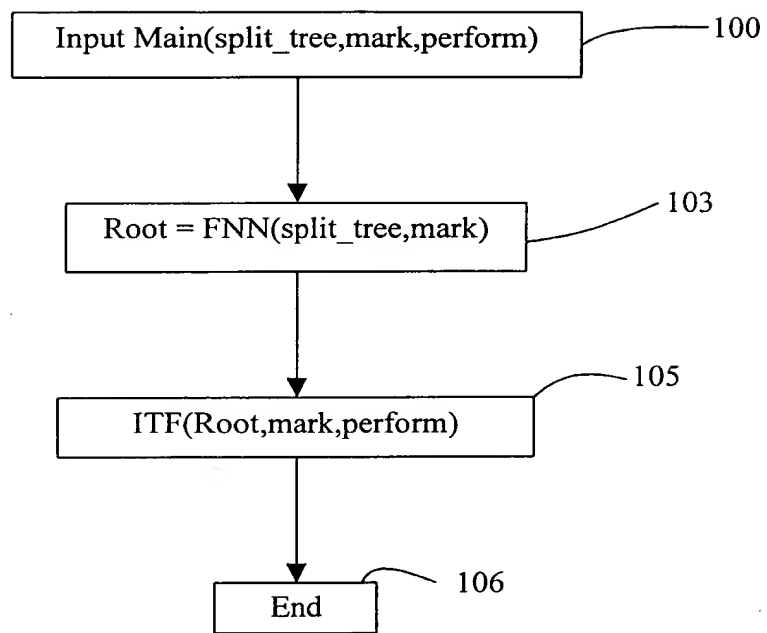 Input Main(split_tree,mark,perform)
100
Root = FNN(split_tree,mark)
103
ITF(Root,mark,perform)
105
End
106